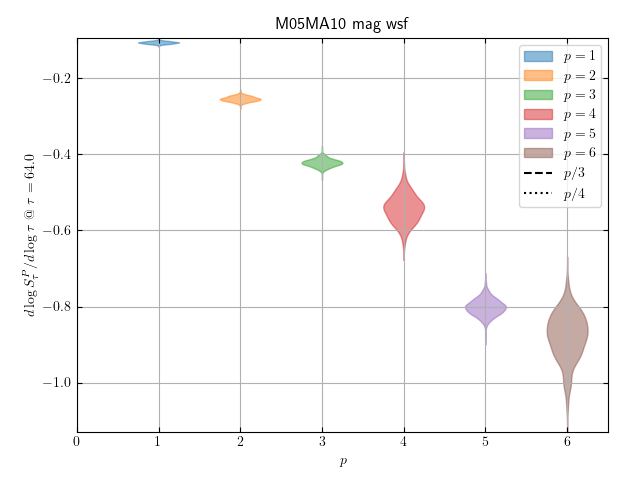 M05MA10 mag wsf
d log S_τ^P / d log τ @ τ = 64.0
−0.2
−0.4
−0.6
−0.8
−1.0
0 1 2 3 4 5 6
p
p = 1
p = 2
p = 3
p = 4
p = 5
p = 6
p/3
p/4